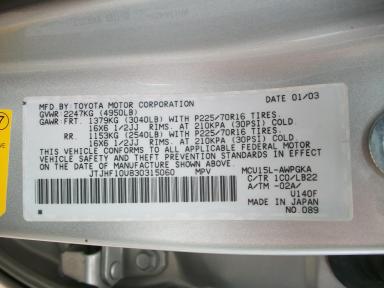 MFD.BY:TOYOTA MOTOR CORPORATION DATE 01/03
GVWR 2247KG (4950LB)
GAWR: FRT. 1379KG (3040LB) WITH P225/70R16 TIRES.
16X6 1/2JJ RIMS. AT 210KPA (30PSI) COLD.
RR. 1153KG (2540LB) WITH P225/70R16 TIRES.
16X6 1/2JJ RIMS. AT 210KPA (30PSI) COLD.
THIS VEHICLE CONFORMS TO ALL APPLICABLE FEDERAL MOTOR
VEHICLE SAFETY AND THEFT PREVENTION STANDARDS IN
EFFECT ON THE DATE OF MANUFACTURE SHOWN ABOVE.
JTJHF10U830315060 MPV MCU15L-AWPGKA
C/TR 1C0/LB22
A/TM -02A/
U140F
MADE IN JAPAN
NO.089